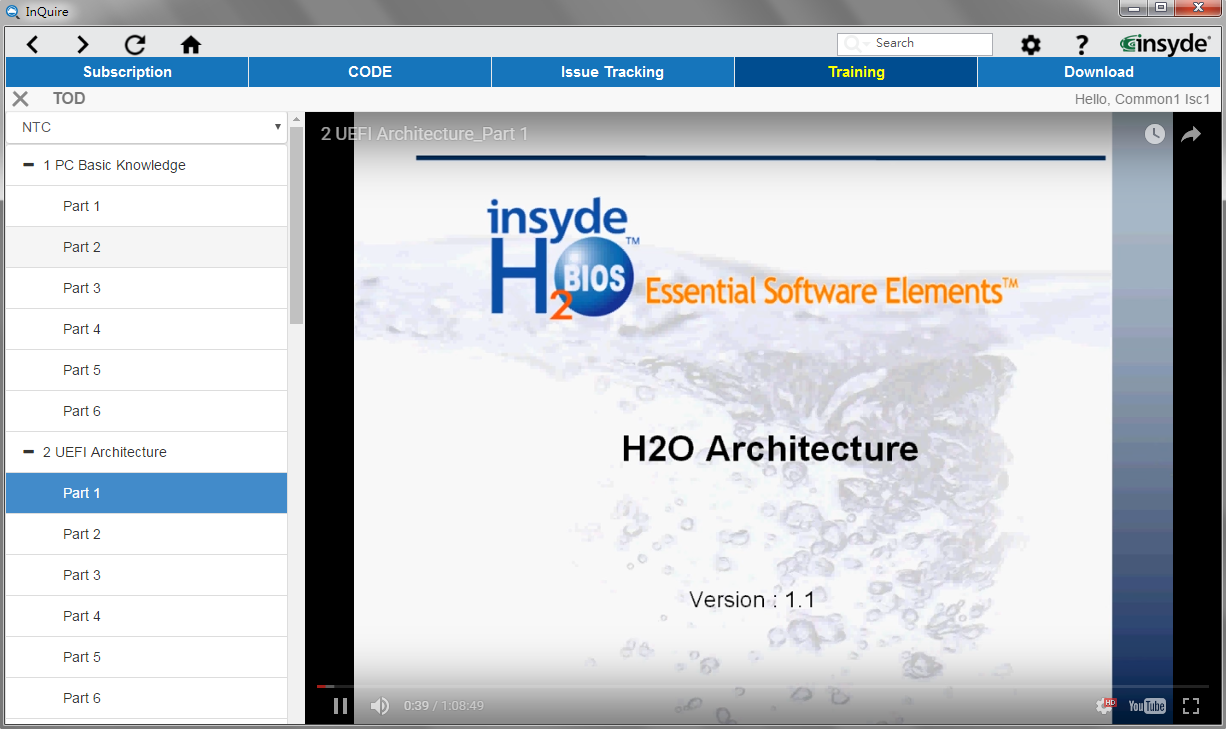 InQuire
Search
insyde
Subscription
CODE
Issue Tracking
Training
Download
TOD
Hello, Common1 Isc1
NTC
1 PC Basic Knowledge
Part 1
Part 2
Part 3
Part 4
Part 5
Part 6
2 UEFI Architecture
Part 1
Part 2
Part 3
Part 4
Part 5
Part 6
2 UEFI Architecture_Part 1
insyde
H2O BIOS™
Essential Software Elements™
H2O Architecture
Version : 1.1
0:39 / 1:08:49
HD
YouTube